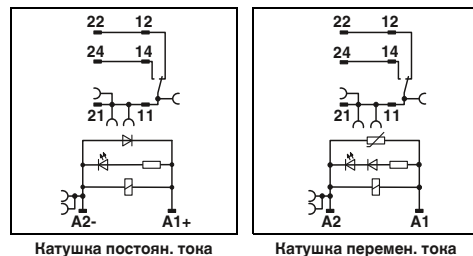 22 12 22 12
24 14 24 14
21 11 21 11
A2- A1+ A2 A1
Катушка постоян. тока Катушка перемен. тока